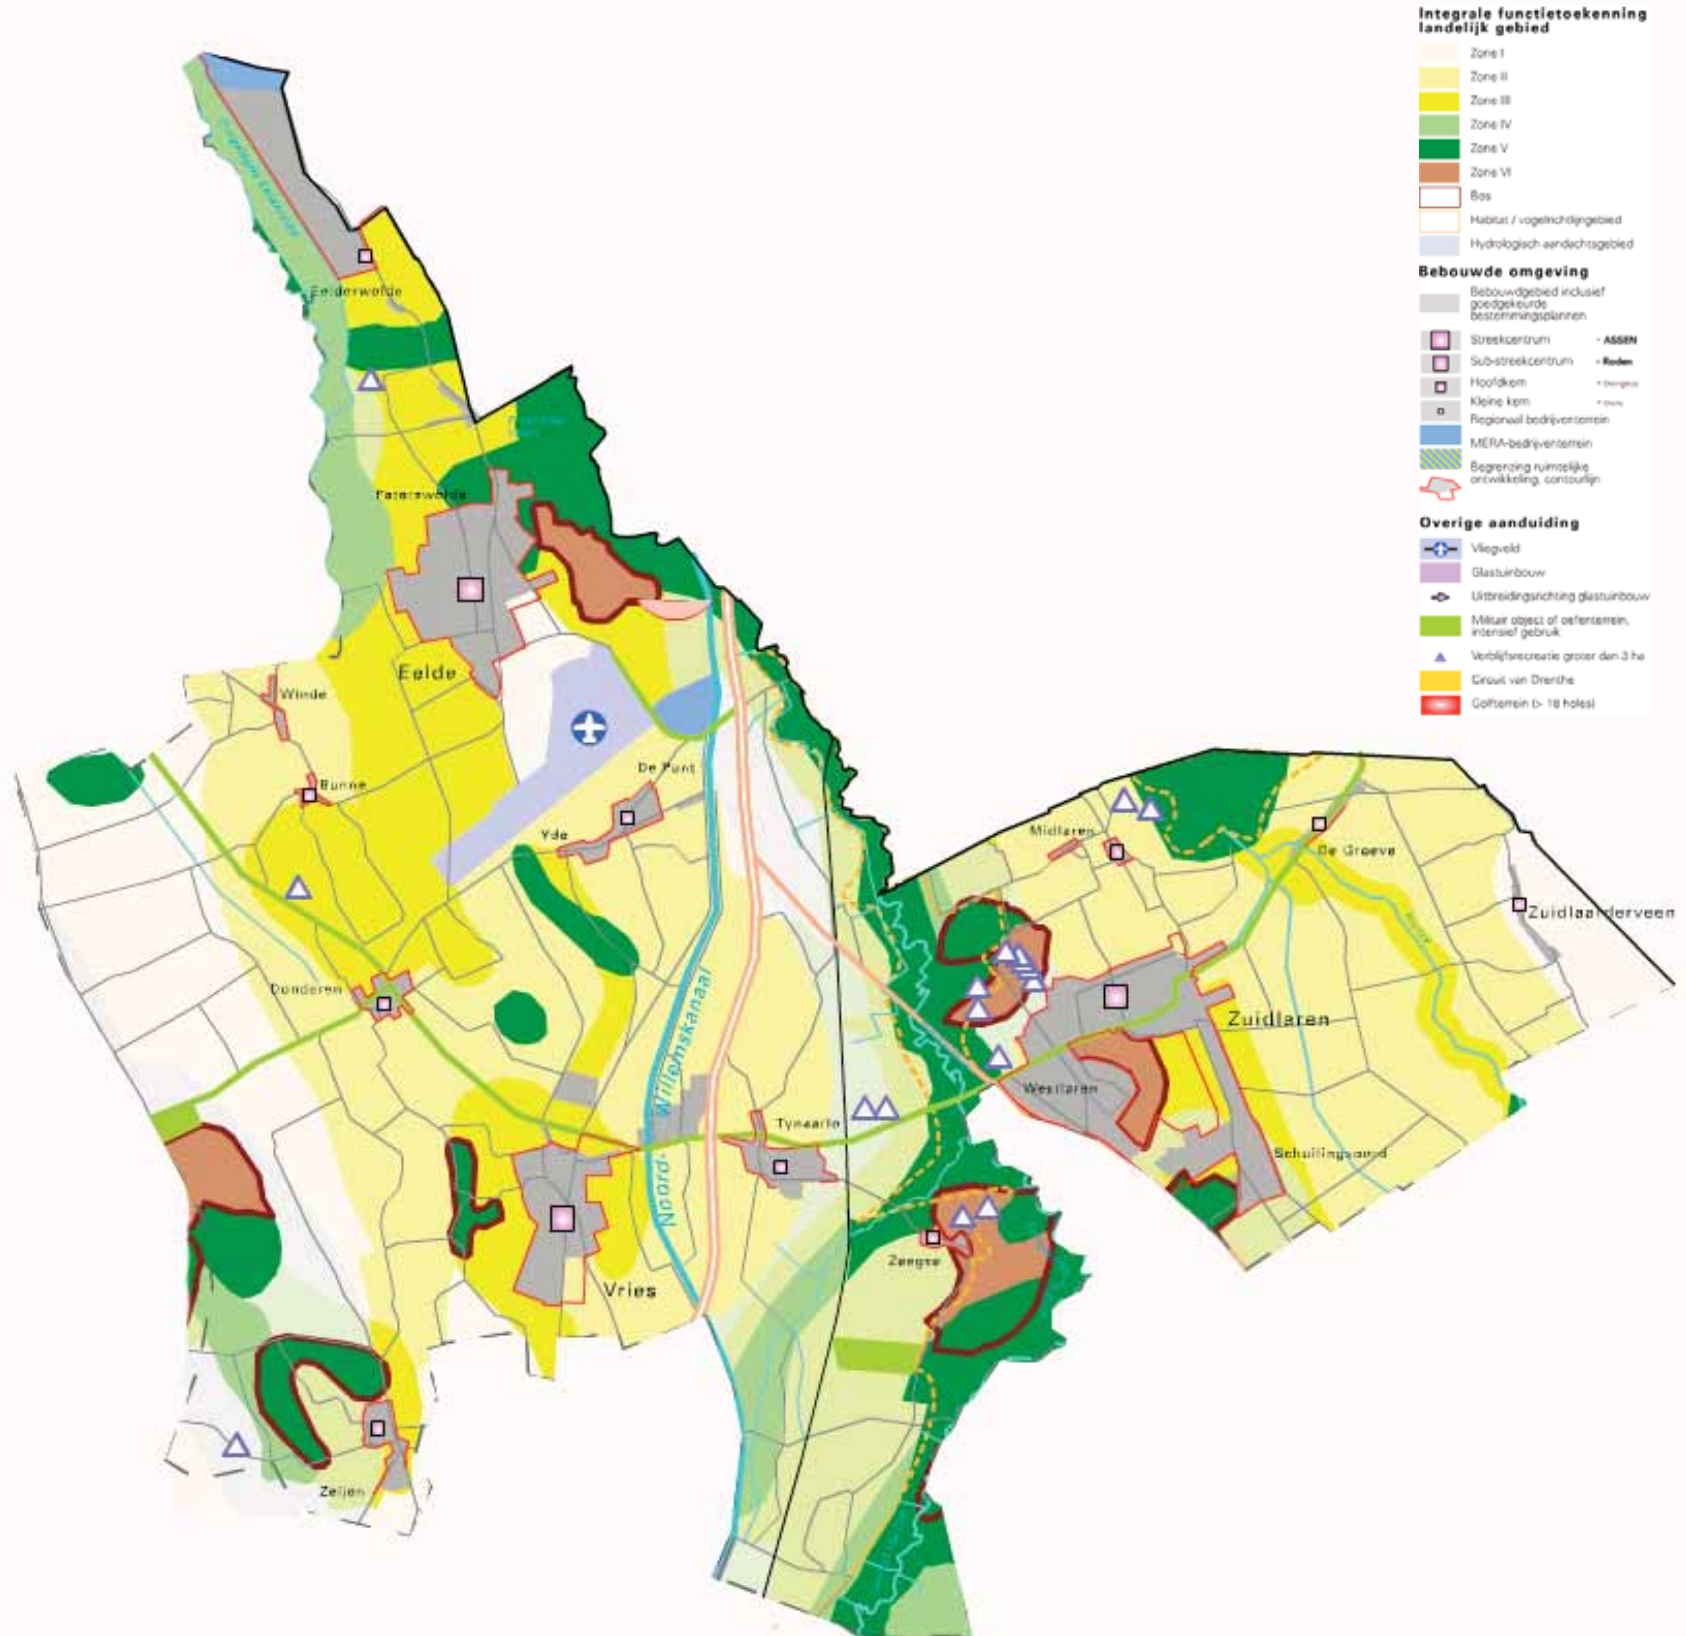 Integrale functietoekenning
landelijk gebied
Zone I
Zone II
Zone III
Zone IV
Zone V
Zone VI
Bos
Habitat / vogelrichtlijngebied
Hydrologisch aandachtsgebied
Bebouwde omgeving
Bebouwdgebied inclusief
goedgekeurde
bestemmingsplannen
Streekcentrum - ASSEN
Sub-streekcentrum - Roden
Hoofdkern
Kleine kern
Regionaal bedrijventerrein
MERA-bedrijventerrein
Begrenzing ruimtelijke
ontwikkeling, contourlijn
Overige aanduiding
Vliegveld
Glastuinbouw
Uitbreidingsrichting glastuinbouw
Militair object of oefenterrein,
intensief gebruik
Verblijfsrecreatie groter dan 3 ha
Circuit van Drenthe
Golfterrein (> 18 holes)
Eelderwolde
Paterswolde
Eelde
Winde
Bunne
De Punt
Yde
Midlaren
De Groeve
Zuidlaarderveen
Donderen
Zuidlaren
Noord-Willemskanaal
Westlaren
Tynaarlo
Schuilingsoord
Zeegse
Vries
Zeijen